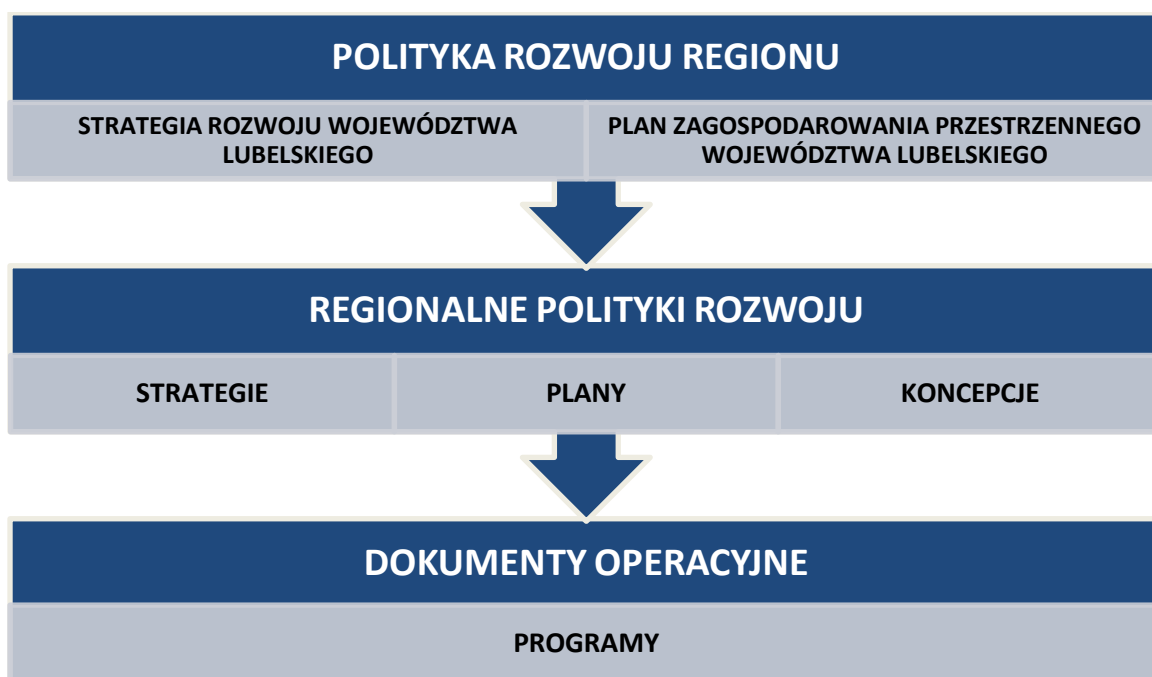 POLITYKA ROZWOJU REGIONU
STRATEGIA ROZWOJU WOJEWÓDZTWA
LUBELSKIEGO
PLAN ZAGOSPODAROWANIA PRZESTRZENNEGO
WOJEWÓDZTWA LUBELSKIEGO
REGIONALNE POLITYKI ROZWOJU
STRATEGIE
PLANY
KONCEPCJE
DOKUMENTY OPERACYJNE
PROGRAMY